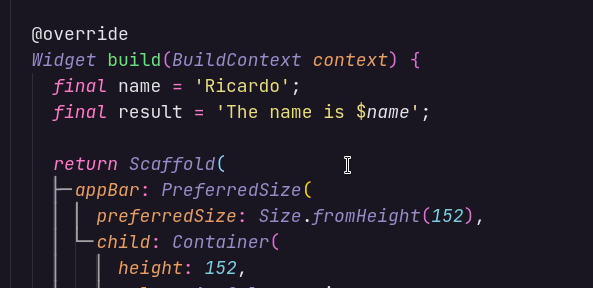 @override
Widget build(BuildContext context) {
final name = 'Ricardo';
final result = 'The name is $name';
return Scaffold(
appBar: PreferredSize(
preferredSize: Size.fromHeight(152),
child: Container(
height: 152,